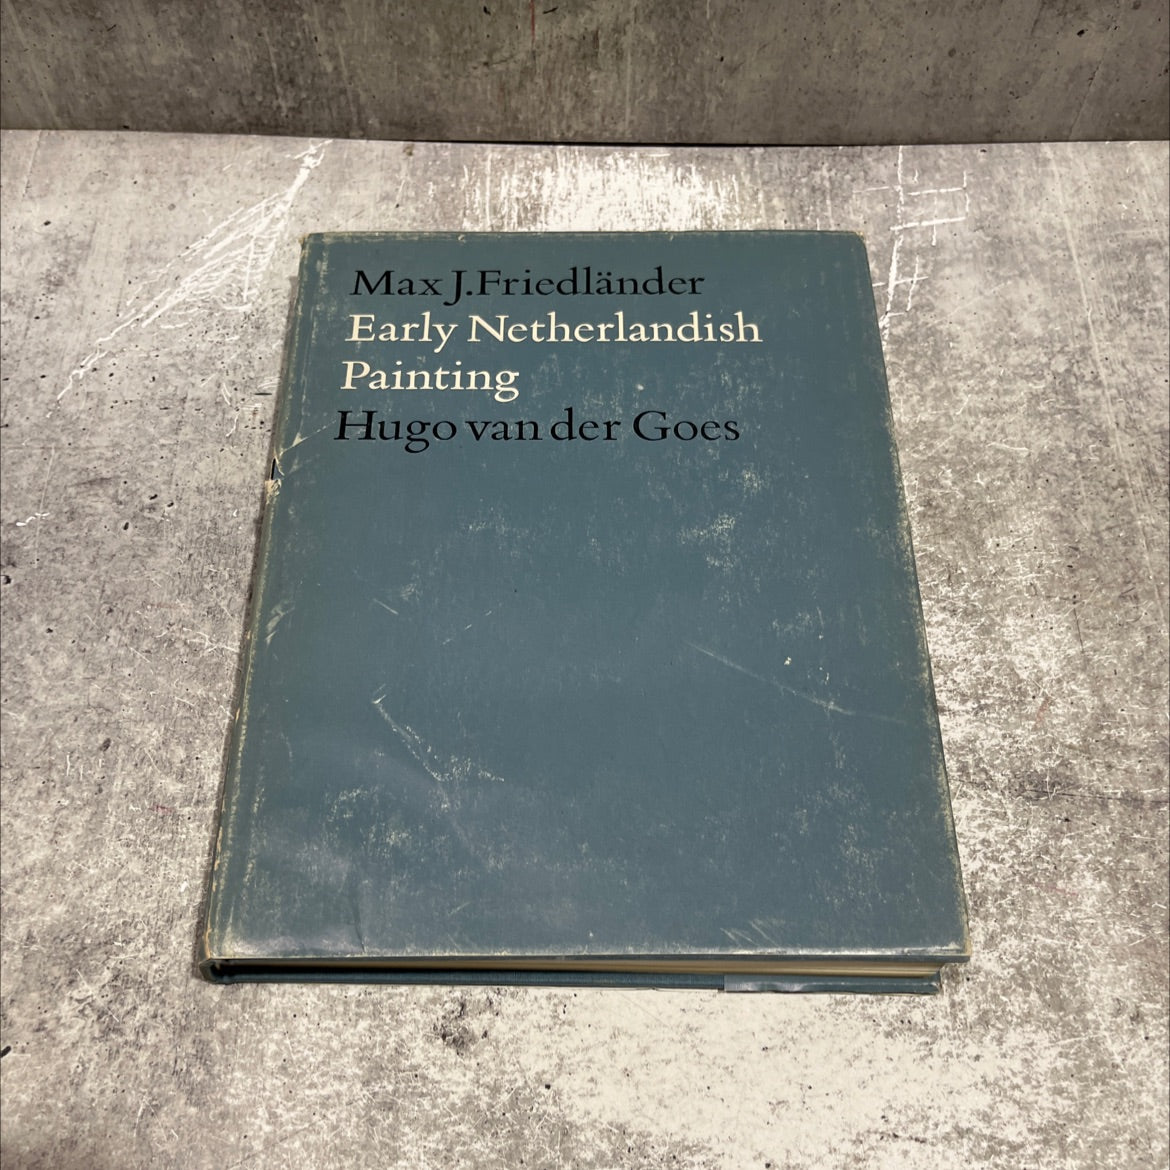 Max J. Friedländer
Early Netherlandish
Painting
Hugo van der Goes